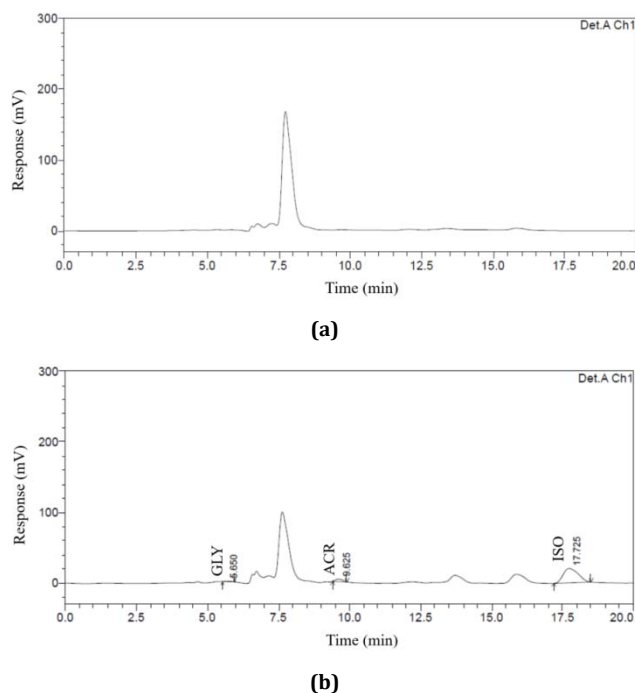 300
Det.A Ch1
200
Response (mV)
100
0
0.0 2.5 5.0 7.5 10.0 12.5 15.0 17.5 20.0
Time (min)
(a)
300
Det.A Ch1
200
Response (mV)
100
GLY 5.650 ACR 9.625 ISO 17.725
0
0.0 2.5 5.0 7.5 10.0 12.5 15.0 17.5 20.0
Time (min)
(b)